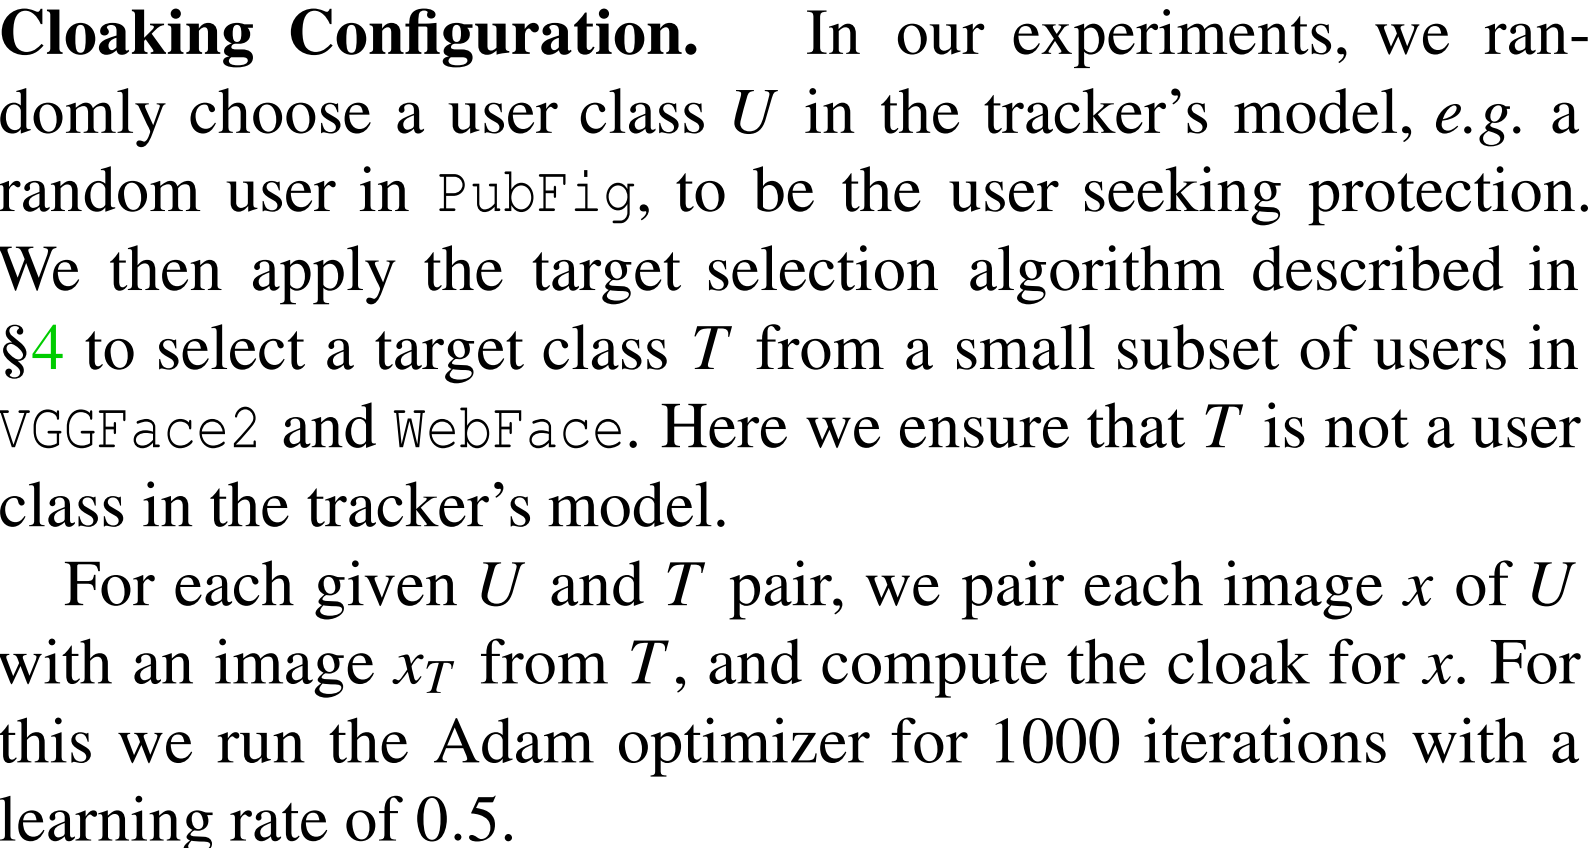 Cloaking Configuration. In our experiments, we ran-
domly choose a user class U in the tracker's model, e.g. a
random user in PubFig, to be the user seeking protection.
We then apply the target selection algorithm described in
§4 to select a target class T from a small subset of users in
VGGFace2 and WebFace. Here we ensure that T is not a user
class in the tracker's model.
For each given U and T pair, we pair each image x of U
with an image x_T from T, and compute the cloak for x. For
this we run the Adam optimizer for 1000 iterations with a
learning rate of 0.5.